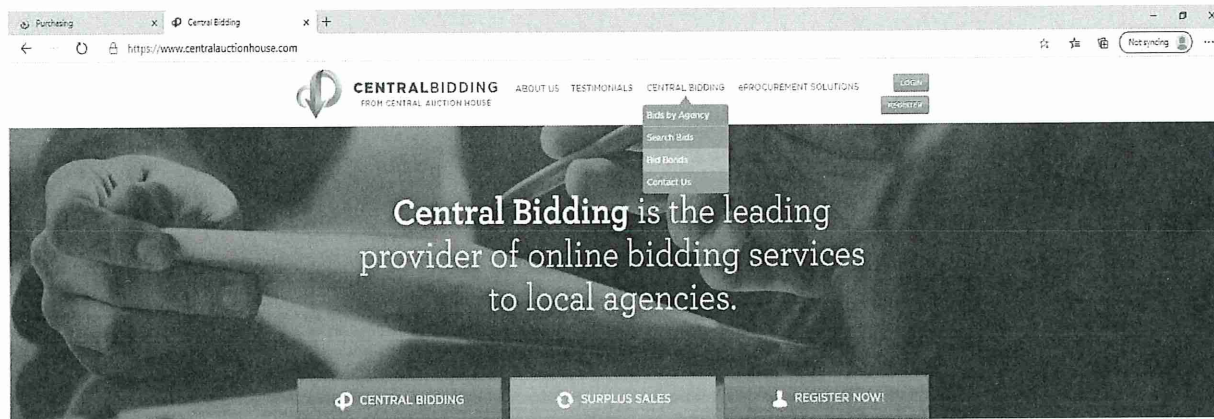 Purchasing x Central Bidding x +
https://www.centralauctionhouse.com Not syncing
CENTRALBIDDING
FROM CENTRAL AUCTION HOUSE
ABOUT US TESTIMONIALS CENTRAL BIDDING ePROCUREMENT SOLUTIONS
LOGIN
REGISTER
Bids by Agency
Search Bids
Bid Bonds
Contact Us
Central Bidding is the leading
provider of online bidding services
to local agencies.
CENTRAL BIDDING SURPLUS SALES REGISTER NOW!